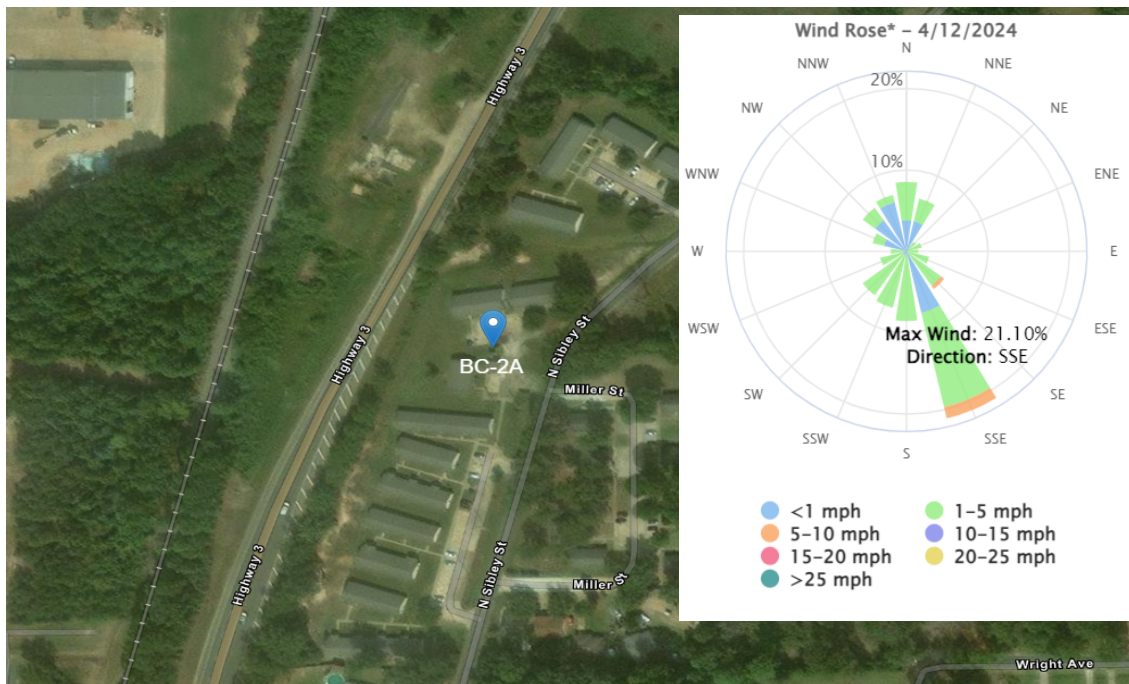 Highway 3
Highway 3
Highway 3
BC-2A
N Sibley St
Miller St
N Sibley St
Miller St
Wright Ave
Wind Rose* – 4/12/2024
N
NNW
NNE
20%
NW
NE
10%
WNW
ENE
W
E
WSW
ESE
Max Wind: 21.10%
Direction: SSE
SW
SE
SSW
SSE
S
<1 mph
1–5 mph
5–10 mph
10–15 mph
15–20 mph
20–25 mph
>25 mph